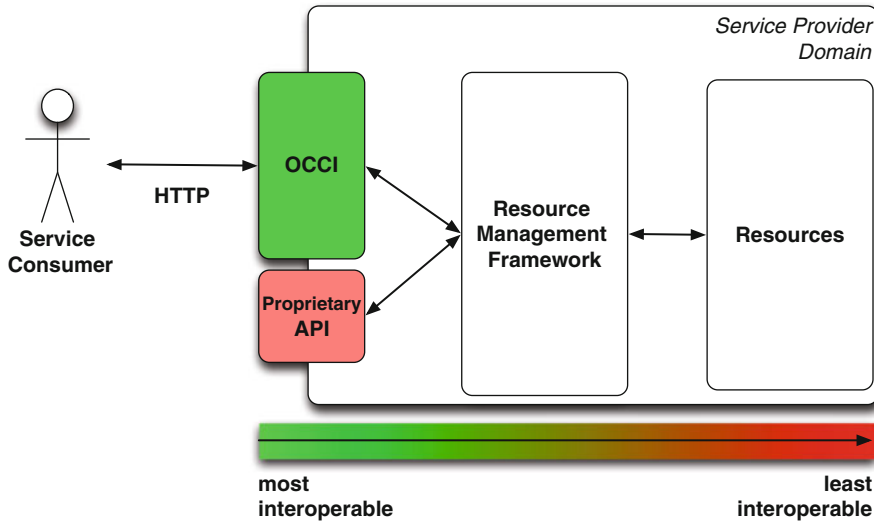 Service Provider
Domain
OCCI
HTTP
Service
Consumer
Resource
Management
Framework
Resources
Proprietary
API
most
interoperable
least
interoperable